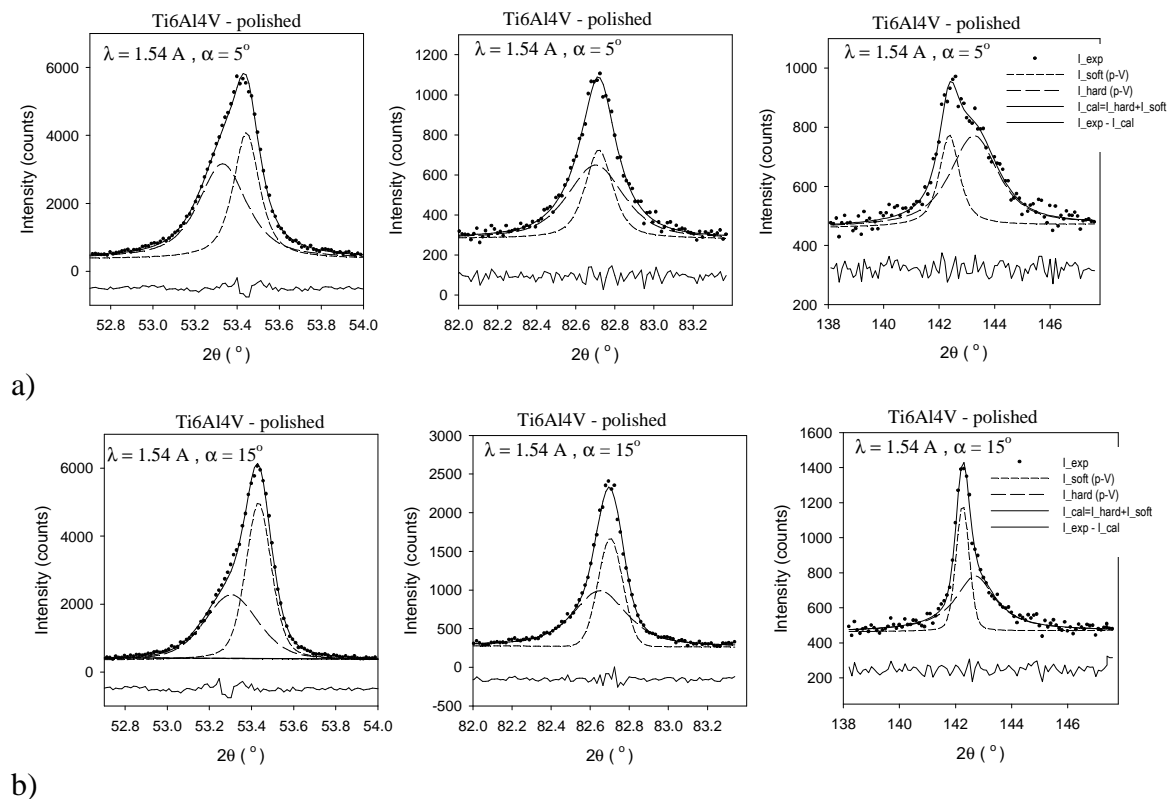 Ti6Al4V - polished
λ = 1.54 A , α = 5°
Intensity (counts)
6000
4000
2000
0
52.8 53.0 53.2 53.4 53.6 53.8 54.0
2θ ( ° )
Ti6Al4V - polished
λ = 1.54 A , α = 5°
Intensity (counts)
1200
1000
800
600
400
200
0
82.0 82.2 82.4 82.6 82.8 83.0 83.2
2θ ( ° )
Ti6Al4V - polished
λ = 1.54 A , α = 5°
I_exp
I_soft (p-V)
I_hard (p-V)
I_cal=I_hard+I_soft
I_exp - I_cal
Intensity (counts)
1000
800
600
400
200
138 140 142 144 146
2θ ( ° )
a)
Ti6Al4V - polished
λ = 1.54 A , α = 15°
Intensity (counts)
6000
4000
2000
0
52.8 53.0 53.2 53.4 53.6 53.8 54.0
2θ ( ° )
Ti6Al4V - polished
λ = 1.54 A , α = 15°
Intensity (counts)
3000
2500
2000
1500
1000
500
0
-500
82.0 82.2 82.4 82.6 82.8 83.0 83.2
2θ ( ° )
Ti6Al4V - polished
λ = 1.54 A , α = 15°
I_exp
I_soft (p-V)
I_hard (p-V)
I_cal=I_hard+I_soft
I_exp - I_cal
Intensity (counts)
1600
1400
1200
1000
800
600
400
200
138 140 142 144 146
2θ ( ° )
b)